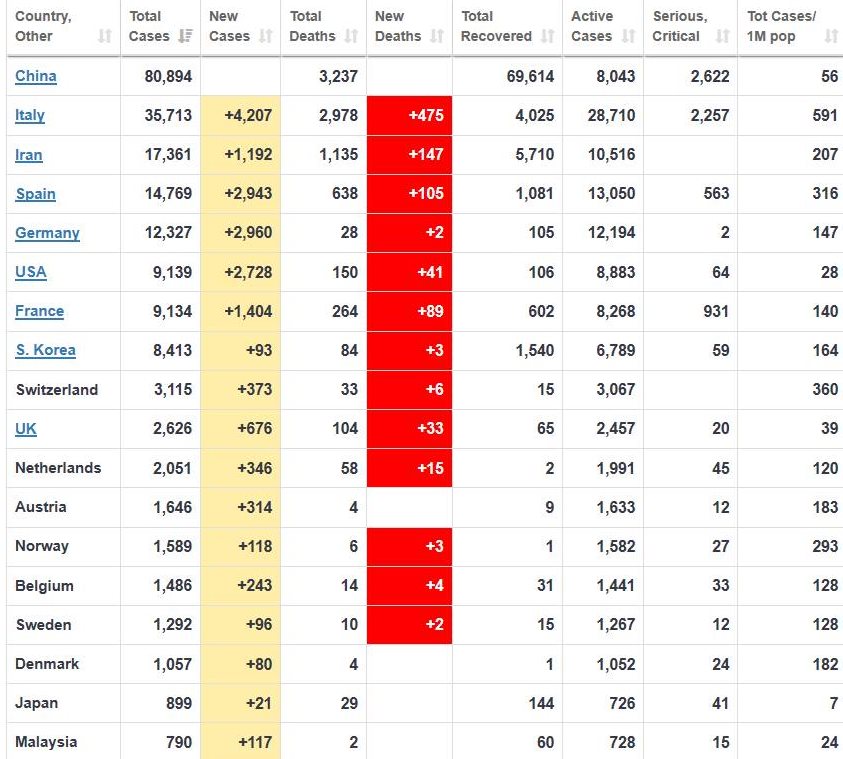 Country, Other Total Cases New Cases Total Deaths New Deaths Total Recovered Active Cases Serious, Critical Tot Cases/ 1M pop
China 80,894 3,237 69,614 8,043 2,622 56
Italy 35,713 +4,207 2,978 +475 4,025 28,710 2,257 591
Iran 17,361 +1,192 1,135 +147 5,710 10,516 207
Spain 14,769 +2,943 638 +105 1,081 13,050 563 316
Germany 12,327 +2,960 28 +2 105 12,194 2 147
USA 9,139 +2,728 150 +41 106 8,883 64 28
France 9,134 +1,404 264 +89 602 8,268 931 140
S. Korea 8,413 +93 84 +3 1,540 6,789 59 164
Switzerland 3,115 +373 33 +6 15 3,067 360
UK 2,626 +676 104 +33 65 2,457 20 39
Netherlands 2,051 +346 58 +15 2 1,991 45 120
Austria 1,646 +314 4 9 1,633 12 183
Norway 1,589 +118 6 +3 1 1,582 27 293
Belgium 1,486 +243 14 +4 31 1,441 33 128
Sweden 1,292 +96 10 +2 15 1,267 12 128
Denmark 1,057 +80 4 1 1,052 24 182
Japan 899 +21 29 144 726 41 7
Malaysia 790 +117 2 60 728 15 24